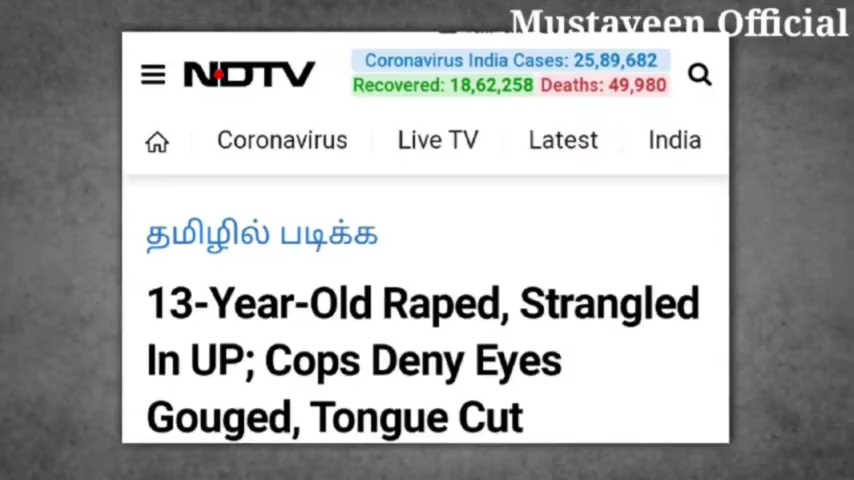 Mustaveen Official
NDTV
Coronavirus India Cases: 25,89,682
Recovered: 18,62,258 Deaths: 49,980
Coronavirus Live TV Latest India
தமிழில் படிக்க
13-Year-Old Raped, Strangled
In UP; Cops Deny Eyes
Gouged, Tongue Cut